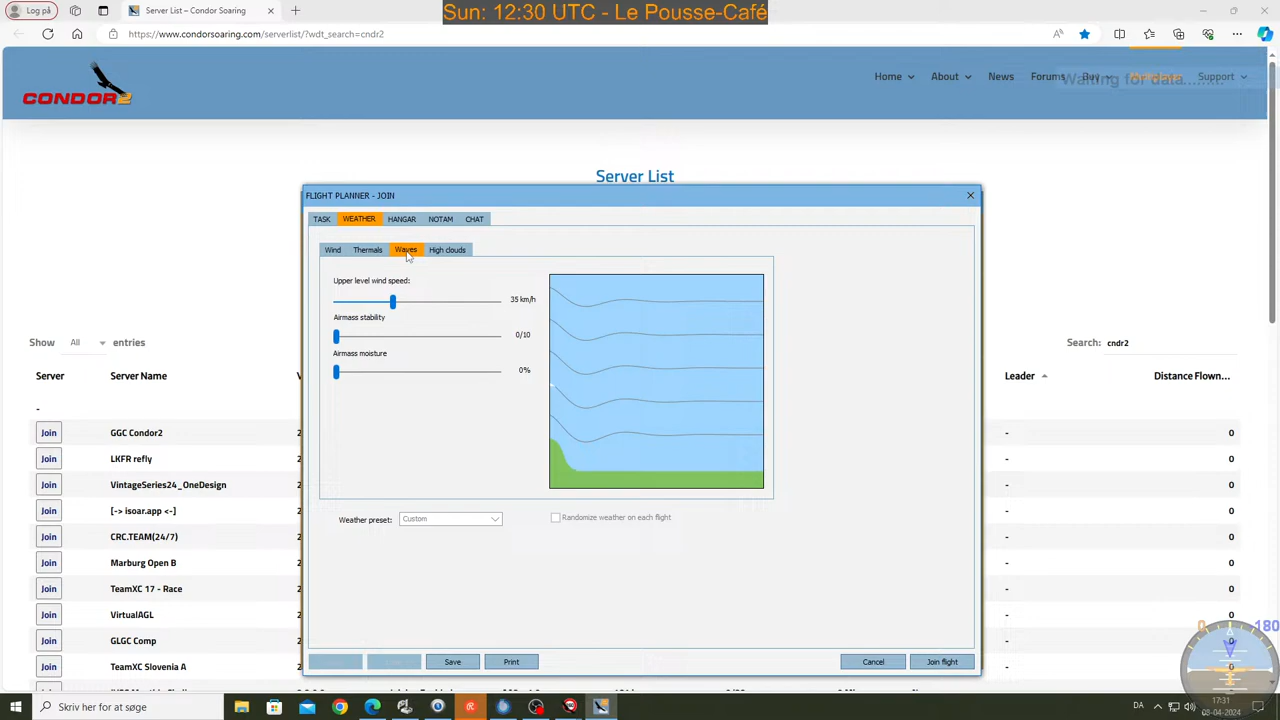 Sun: 12:30 UTC - Le Pousse-Café
Log på
Server List – Condor Soaring
https://www.condorsoaring.com/serverlist/?wdt_search=cndr2
CONDOR2
Home About News Forums Buy Support
Waiting for data........
Server List
FLIGHT PLANNER - JOIN
TASK WEATHER HANGAR NOTAM CHAT
Wind Thermals Waves High clouds
Upper level wind speed:
35 km/h
Airmass stability
0/10
Airmass moisture
0%
Show All entries
Search: cndr2
Server Server Name Leader Distance Flown...
-
Join GGC Condor2 - 0
Join LKFR refly - 0
Join VintageSeries24_OneDesign - 0
Join [-> isoar.app <-] - 0
Join CRC.TEAM(24/7) - 0
Join Marburg Open B - 0
Join TeamXC 17 - Race - 0
Join VirtualAGL - 0
Join GLGC Comp - 0
Join TeamXC Slovenia A - 0
Weather preset: Custom
Randomize weather on each flight
Save Print Cancel Join flight
0 180
Skriv her for at søge
DA 17:31
08-04-2024